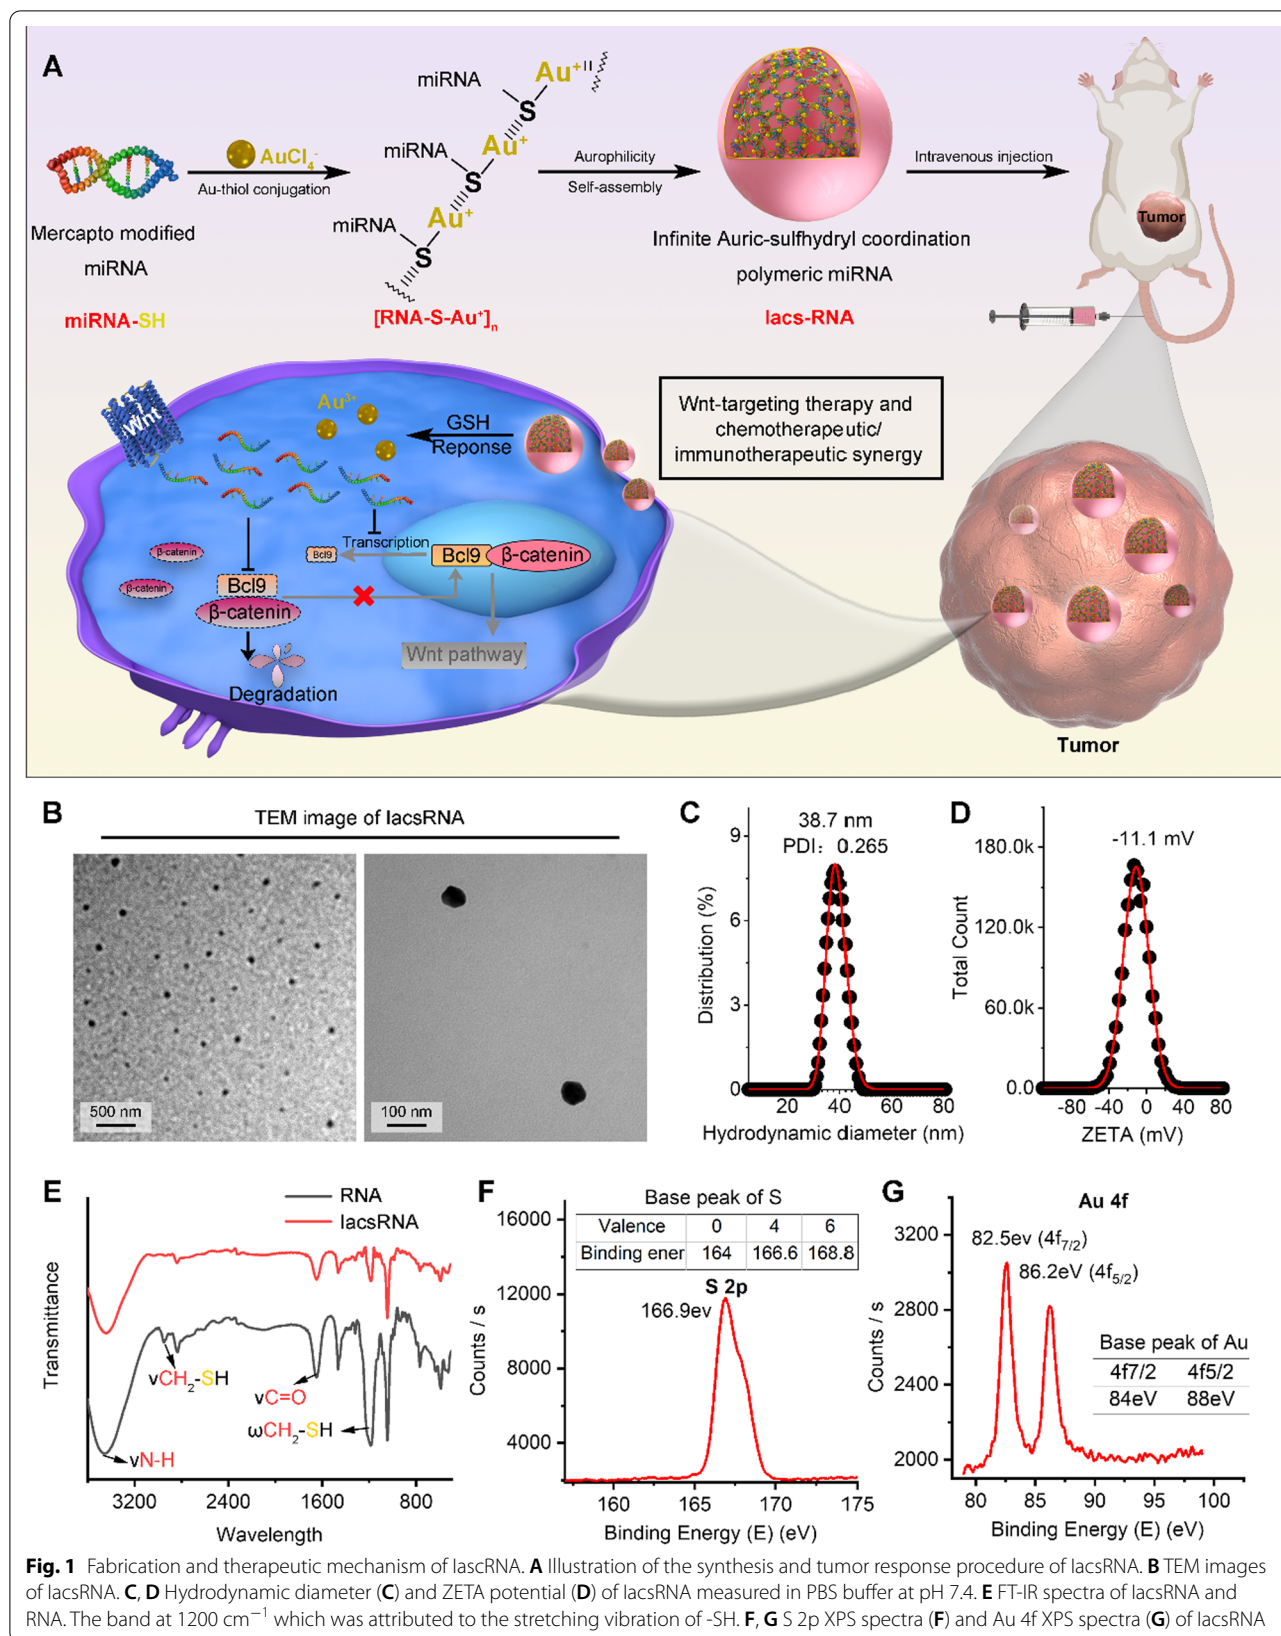 A
miRNA
Au⁺II
S
AuCl₄⁻
Au-thiol conjugation
miRNA
Au⁺
S
Aurophilicity
Self-assembly
Intravenous injection
miRNA
Au⁺
S
Tumor
Mercapto modified
miRNA
miRNA-SH
[RNA-S-Au⁺]ₙ
Infinite Auric-sulfhydryl coordination
polymeric miRNA
lacs-RNA
Wnt
Au³⁺
GSH
Reponse
Wnt-targeting therapy and
chemotherapeutic/
immunotherapeutic synergy
β-catenin
β-catenin
Bcl9
Transcription
Bcl9
β-catenin
Bcl9
β-catenin
Wnt pathway
Degradation
Tumor
B
TEM image of lacsRNA
500 nm
100 nm
C
38.7 nm
PDI: 0.265
Distribution (%)
9
6
3
0
20 40 60 80
Hydrodynamic diameter (nm)
D
-11.1 mV
Total Count
180.0k
120.0k
60.0k
0.0
-80 -40 0 40 80
ZETA (mV)
E
RNA
lacsRNA
Transmittance
νCH₂-SH
νC=O
ωCH₂-SH
νN-H
3200 2400 1600 800
Wavelength
F
Base peak of S
Valence 0 4 6
Binding ener 164 166.6 168.8
S 2p
166.9ev
Counts / s
16000
12000
8000
4000
160 165 170 175
Binding Energy (E) (eV)
G
Au 4f
82.5ev (4f₇/₂)
86.2eV (4f₅/₂)
Base peak of Au
4f7/2 4f5/2
84eV 88eV
Counts / s
3200
2800
2400
2000
80 85 90 95 100
Binding Energy (E) (eV)
Fig. 1 Fabrication and therapeutic mechanism of lascRNA. A Illustration of the synthesis and tumor response procedure of lacsRNA. B TEM images
of lacsRNA. C, D Hydrodynamic diameter (C) and ZETA potential (D) of lacsRNA measured in PBS buffer at pH 7.4. E FT-IR spectra of lacsRNA and
RNA. The band at 1200 cm⁻¹ which was attributed to the stretching vibration of -SH. F, G S 2p XPS spectra (F) and Au 4f XPS spectra (G) of lacsRNA